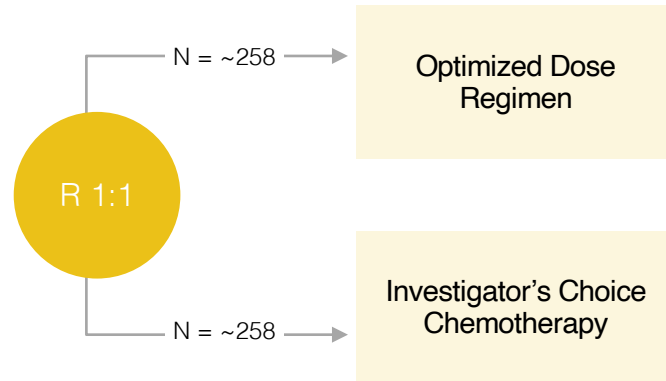 N = ~258
Optimized Dose
Regimen
R 1:1
Investigator’s Choice
Chemotherapy
N = ~258